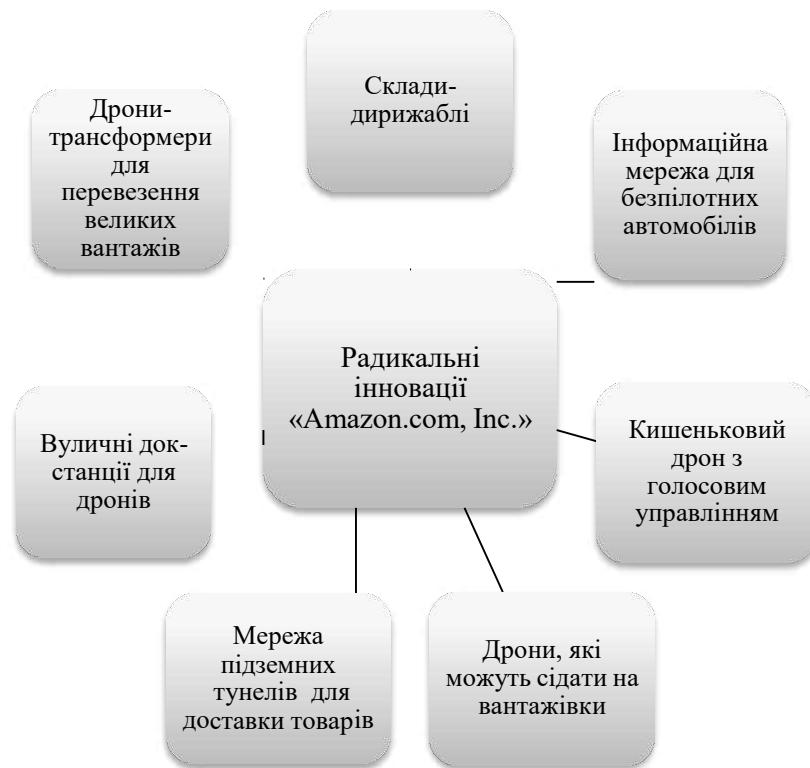 Склади-
дирижаблі
Дрони-
трансформери
для
перевезення
великих
вантажів
Інформаційна
мережа для
безпілотних
автомобілів
Радикальні
інновації
«Amazon.com, Inc.»
Вуличні док-
станції для
дронів
Кишеньковий
дрон з
голосовим
управлінням
Мережа
підземних
тунелів для
доставки товарів
Дрони, які
можуть сідати на
вантажівки